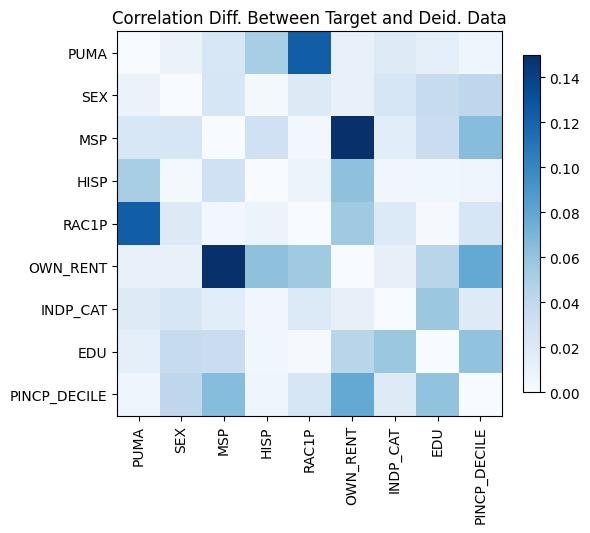 Correlation Diff. Between Target and Deid. Data
PUMA
SEX
MSP
HISP
RAC1P
OWN_RENT
INDP_CAT
EDU
PINCP_DECILE
PUMA
SEX
MSP
HISP
RAC1P
OWN_RENT
INDP_CAT
EDU
PINCP_DECILE
0.14
0.12
0.10
0.08
0.06
0.04
0.02
0.00